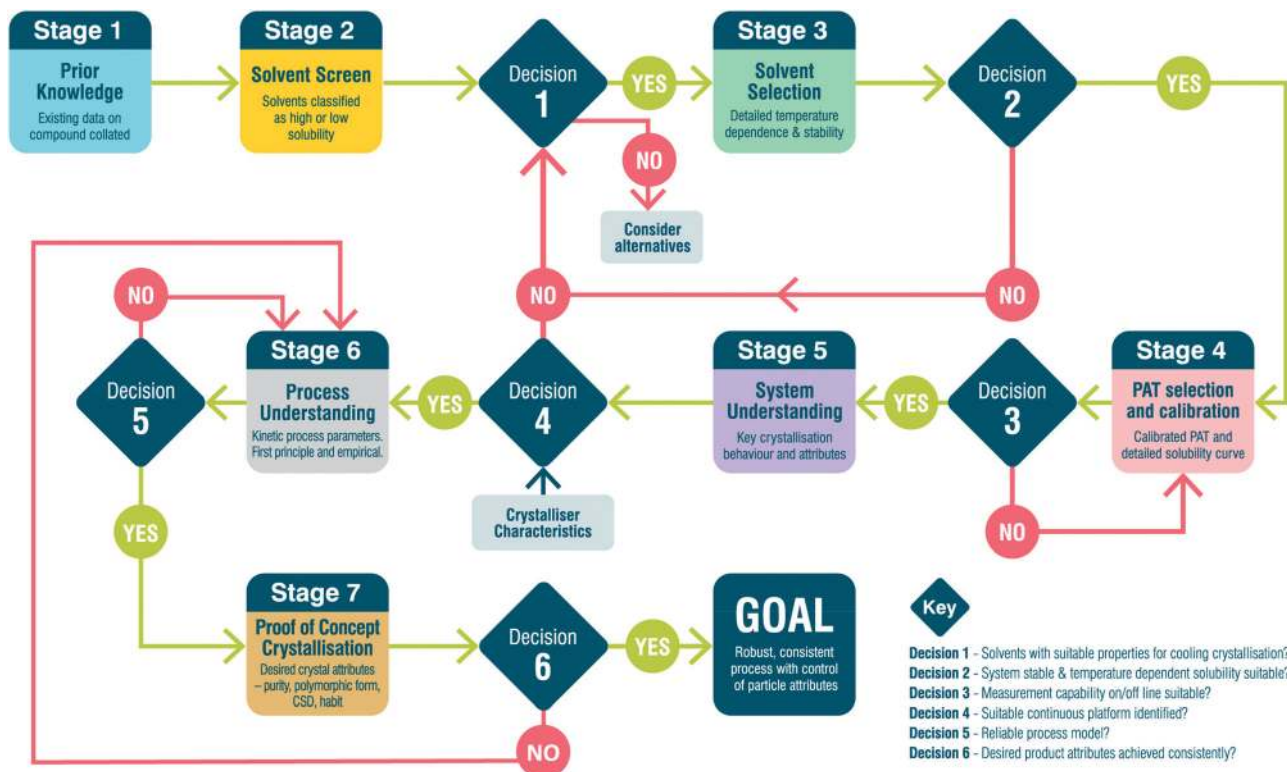 Stage 1
Prior
Knowledge
Existing data on
compound collated
Stage 2
Solvent Screen
Solvents classified
as high or low
solubility
Decision
1
YES
NO
Consider
alternatives
Stage 3
Solvent
Selection
Detailed temperature
dependence & stability
Decision
2
YES
NO
NO
NO
Decision
5
YES
Stage 6
Process
Understanding
Kinetic process parameters.
First principle and empirical.
YES
Decision
4
Crystalliser
Characteristics
Stage 5
System
Understanding
Key crystallisation
behaviour and attributes
YES
Decision
3
NO
Stage 4
PAT selection
and calibration
Calibrated PAT and
detailed solubility curve
Stage 7
Proof of Concept
Crystallisation
Desired crystal attributes
– purity, polymorphic form,
CSD, habit
Decision
6
YES
NO
GOAL
Robust, consistent
process with control
of particle attributes
Key
Decision 1 - Solvents with suitable properties for cooling crystallisation?
Decision 2 - System stable & temperature dependent solubility suitable?
Decision 3 - Measurement capability on/off line suitable?
Decision 4 - Suitable continuous platform identified?
Decision 5 - Reliable process model?
Decision 6 - Desired product attributes achieved consistently?